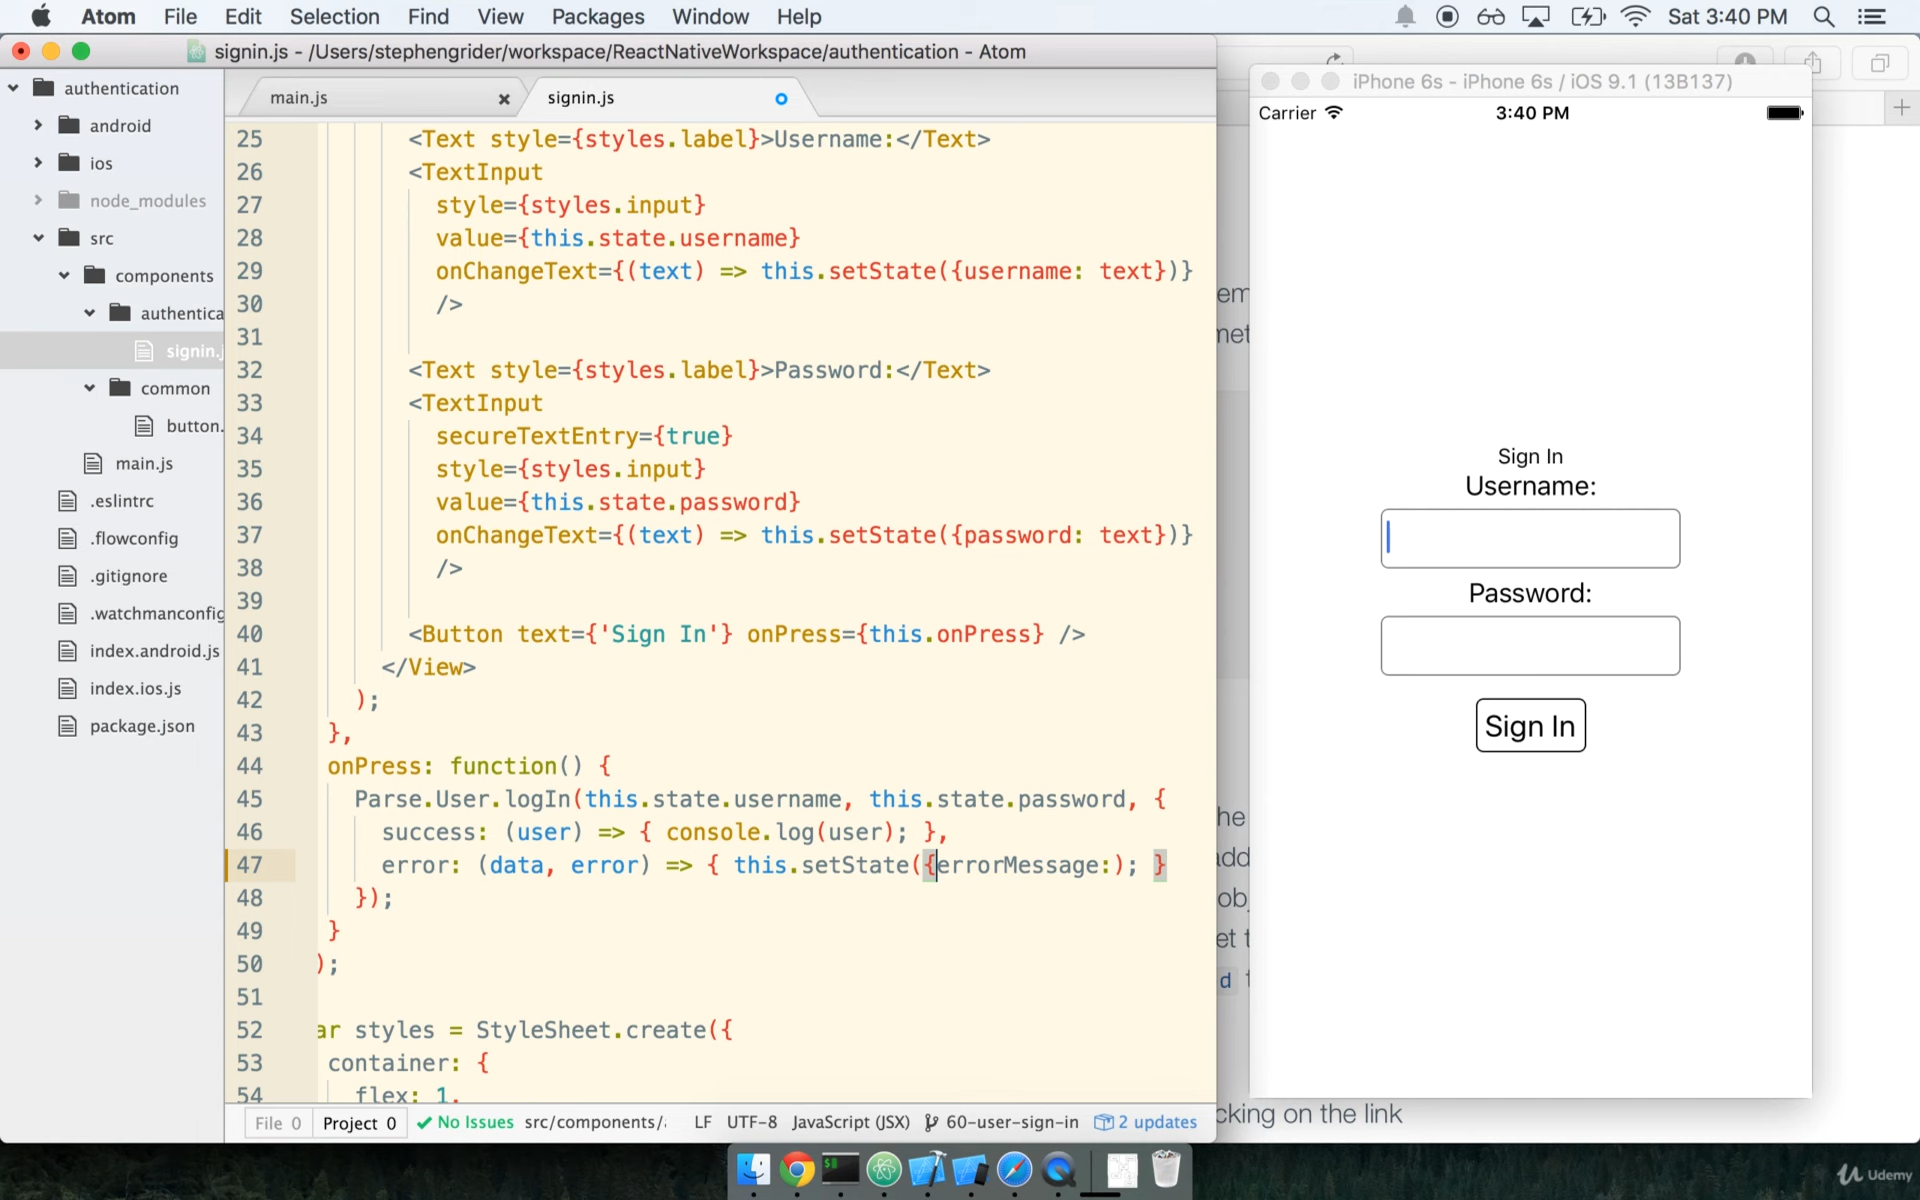 Atom File Edit Selection Find View Packages Window Help Sat 3:40 PM
signin.js - /Users/stephengrider/workspace/ReactNativeWorkspace/authentication - Atom
authentication
android
ios
node_modules
src
components
authentica
signin.j
common
button.
main.js
.eslintrc
.flowconfig
.gitignore
.watchmanconfig
index.android.js
index.ios.js
package.json
main.js signin.js
25 <Text style={styles.label}>Username:</Text>
26 <TextInput
27 style={styles.input}
28 value={this.state.username}
29 onChangeText={(text) => this.setState({username: text})}
30 />
31
32 <Text style={styles.label}>Password:</Text>
33 <TextInput
34 secureTextEntry={true}
35 style={styles.input}
36 value={this.state.password}
37 onChangeText={(text) => this.setState({password: text})}
38 />
39
40 <Button text={'Sign In'} onPress={this.onPress} />
41 </View>
42 );
43 },
44 onPress: function() {
45 Parse.User.logIn(this.state.username, this.state.password, {
46 success: (user) => { console.log(user); },
47 error: (data, error) => { this.setState({errorMessage:); }
48 });
49 }
50 );
51
52 ar styles = StyleSheet.create({
53 container: {
54 flex: 1,
File 0 Project 0 No Issues src/components/ LF UTF-8 JavaScript (JSX) 60-user-sign-in 2 updates
iPhone 6s - iPhone 6s / iOS 9.1 (13B137)
Carrier 3:40 PM
Sign In
Username:
Password:
Sign In
cking on the link
Udemy